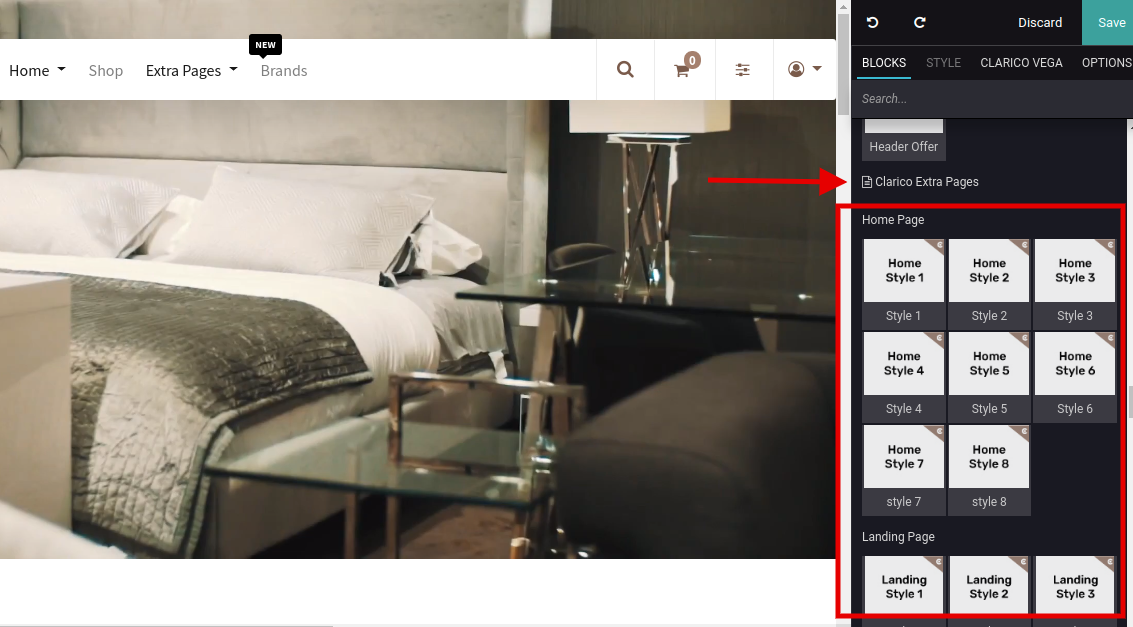 NEW
Home
Shop
Extra Pages
Brands
0
Discard
Save
BLOCKS
STYLE
CLARICO VEGA
OPTIONS
Search...
Header Offer
Clarico Extra Pages
Home Page
Home
Style 1
Home
Style 2
Home
Style 3
Style 1
Style 2
Style 3
Home
Style 4
Home
Style 5
Home
Style 6
Style 4
Style 5
Style 6
Home
Style 7
Home
Style 8
style 7
style 8
Landing Page
Landing
Style 1
Landing
Style 2
Landing
Style 3